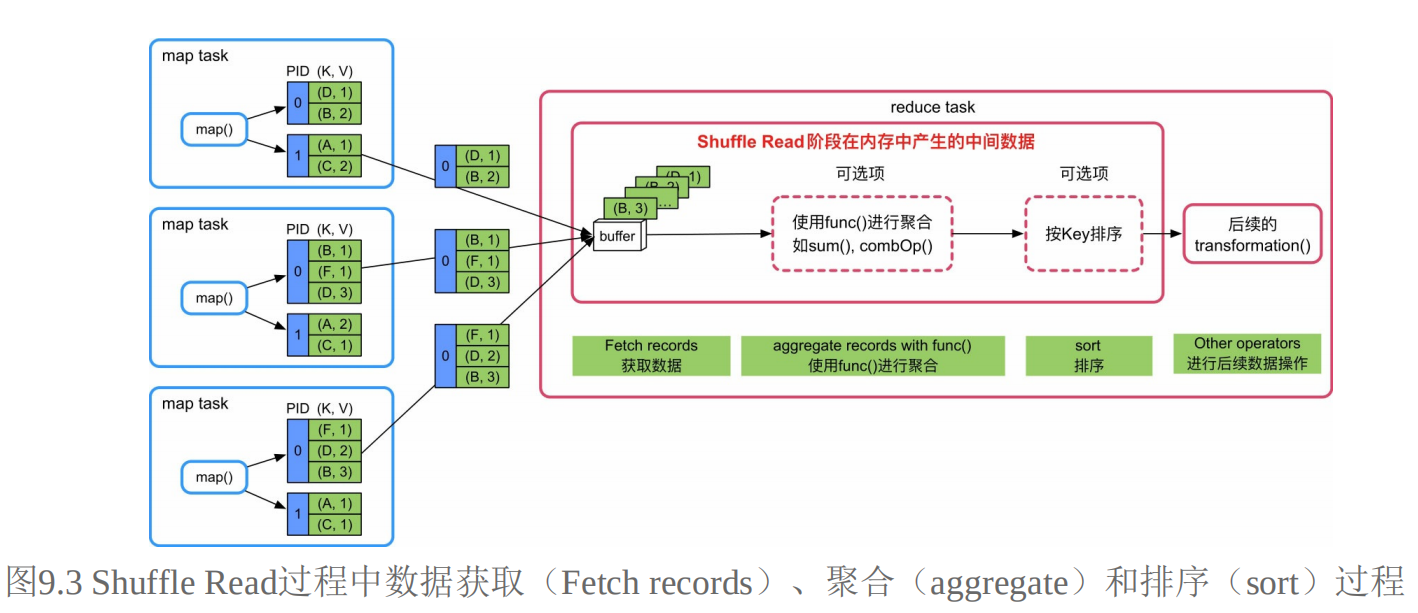 map task
PID (K, V)
map()
0
(D, 1)
(B, 2)
1
(A, 1)
(C, 2)
map task
PID (K, V)
map()
0
(B, 1)
(F, 1)
(D, 3)
1
(A, 2)
(C, 1)
map task
PID (K, V)
map()
0
(F, 1)
(D, 2)
(B, 3)
1
(A, 1)
(C, 1)
0
(D, 1)
(B, 2)
0
(B, 1)
(F, 1)
(D, 3)
0
(F, 1)
(D, 2)
(B, 3)
reduce task
Shuffle Read阶段在内存中产生的中间数据
(D, 1)
(B, 2)
...
(B, 3)
buffer
可选项
使用func()进行聚合
如sum(), combOp()
可选项
按Key排序
后续的
transformation()
Fetch records
获取数据
aggregate records with func()
使用func()进行聚合
sort
排序
Other operators
进行后续数据操作
图9.3 Shuffle Read过程中数据获取（Fetch records）、聚合（aggregate）和排序（sort）过程